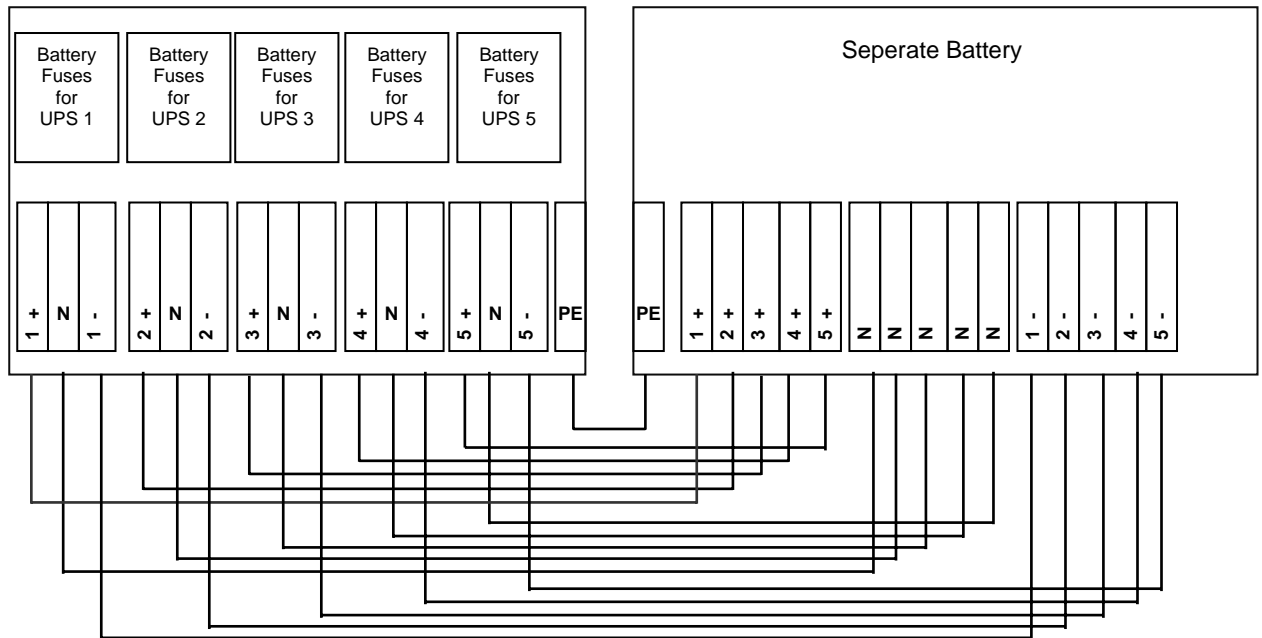 Battery
Fuses
for
UPS 1
Battery
Fuses
for
UPS 2
Battery
Fuses
for
UPS 3
Battery
Fuses
for
UPS 4
Battery
Fuses
for
UPS 5
Seperate Battery
1 +
N
1 -
2 +
N
2 -
3 +
N
3 -
4 +
N
4 -
5 +
N
5 -
PE
PE
1 +
2 +
3 +
4 +
5 +
N
N
N
N
N
1 -
2 -
3 -
4 -
5 -